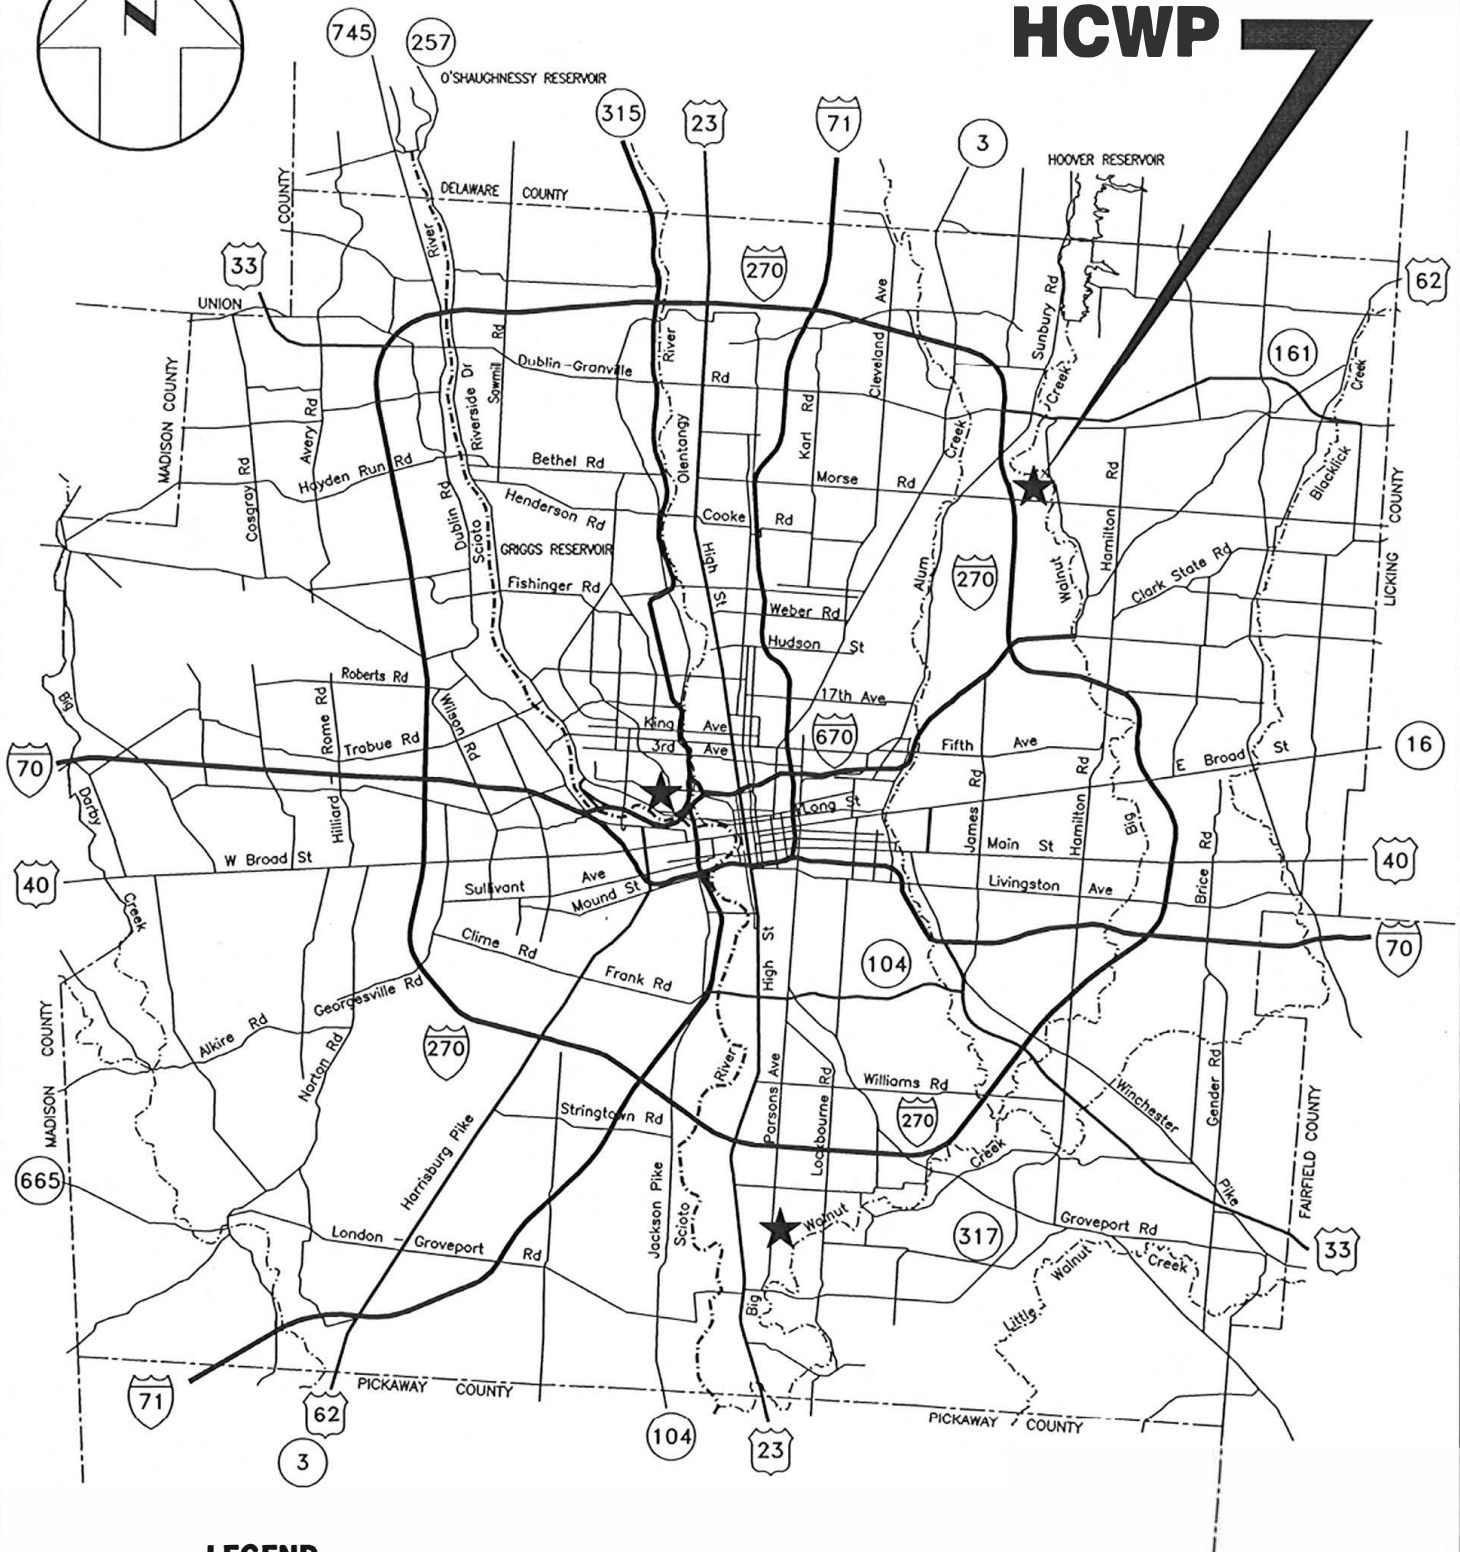 N
HCWP
745
257
O'SHAUGHNESSY RESERVOIR
315
23
71
3
HOOVER RESERVOIR
COUNTY
DELAWARE COUNTY
River
33
270
62
UNION
Ave
Sunbury Rd
161
Rd
River
Cleveland
Creek
Creek
Dublin-Granville
Rd
MADISON COUNTY
Riverside Dr
Sawmill
Avery Rd
Karl Rd
Olentangy
Creek
Hayden Run Rd
Bethel Rd
Morse Rd
Rd
Blacklick
Cosgray Rd
Dublin Rd
Henderson Rd
Cooke Rd
COUNTY
Scioto
GRIGGS RESERVOIR
High St
Hamilton
Fishinger Rd
270
Alum
Walnut
Clark State Rd
LICKING
Weber Rd
Hudson St
Roberts Rd
17th Ave
Big
Rome Rd
Wilson Rd
King Ave
670
Trabue Rd
3rd Ave
Fifth Ave
E Broad St
16
70
Darby
Hilliard
Long St
James Rd
Hamilton Rd
Big
Main St
40
W Broad St
40
Brice Rd
Sullivant Ave
Mound St
Livingston Ave
Creek
Clime Rd
High St
104
70
Frank Rd
Georgesville Rd
COUNTY
Alkire Rd
270
Norton Rd
River
Parsons Ave
Lockbourne Rd
Williams Rd
Gender Rd
MADISON
Stringtown Rd
270
Winchester
Harrisburg Pike
Creek
FAIRFIELD COUNTY
665
Jackson Pike
Scioto
Walnut
Pike
London-Groveport Rd
317
Groveport Rd
33
Walnut
Creek
Big
Little
71
PICKAWAY COUNTY
62
PICKAWAY COUNTY
3
104
23
LEGEND